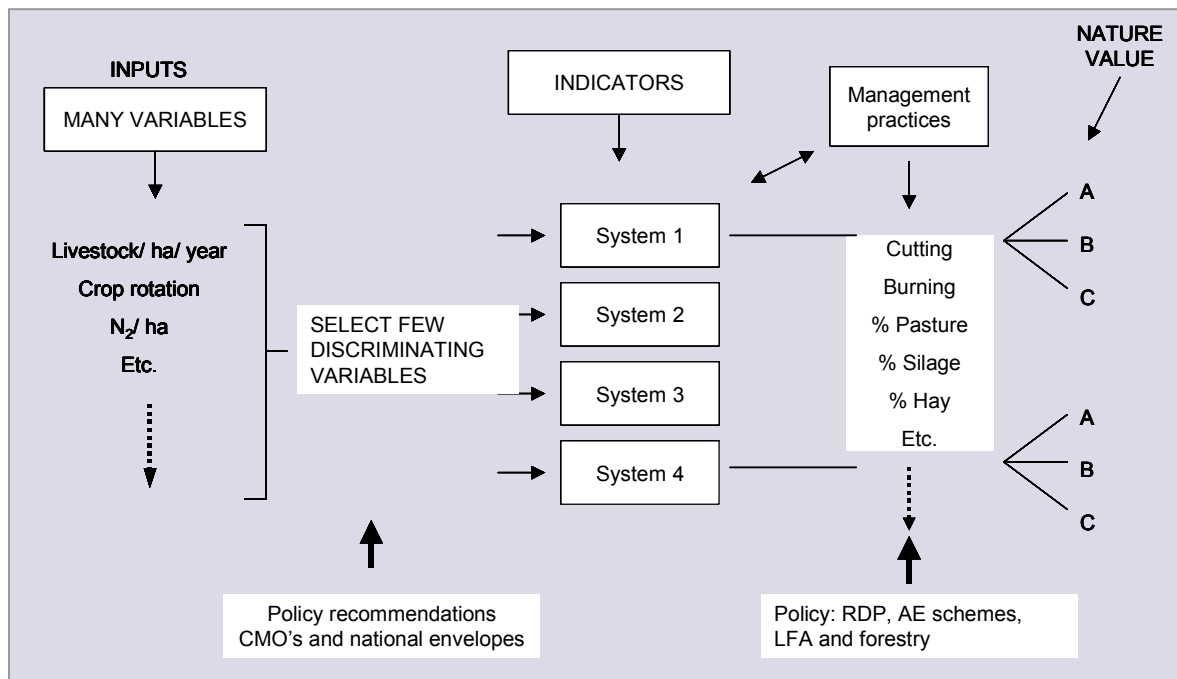 INPUTS
MANY VARIABLES
Livestock/ ha/ year
Crop rotation
N₂/ ha
Etc.
SELECT FEW
DISCRIMINATING
VARIABLES
Policy recommendations
CMO's and national envelopes
INDICATORS
System 1
System 2
System 3
System 4
Management
practices
Cutting
Burning
% Pasture
% Silage
% Hay
Etc.
Policy: RDP, AE schemes,
LFA and forestry
NATURE
VALUE
A
B
C
A
B
C